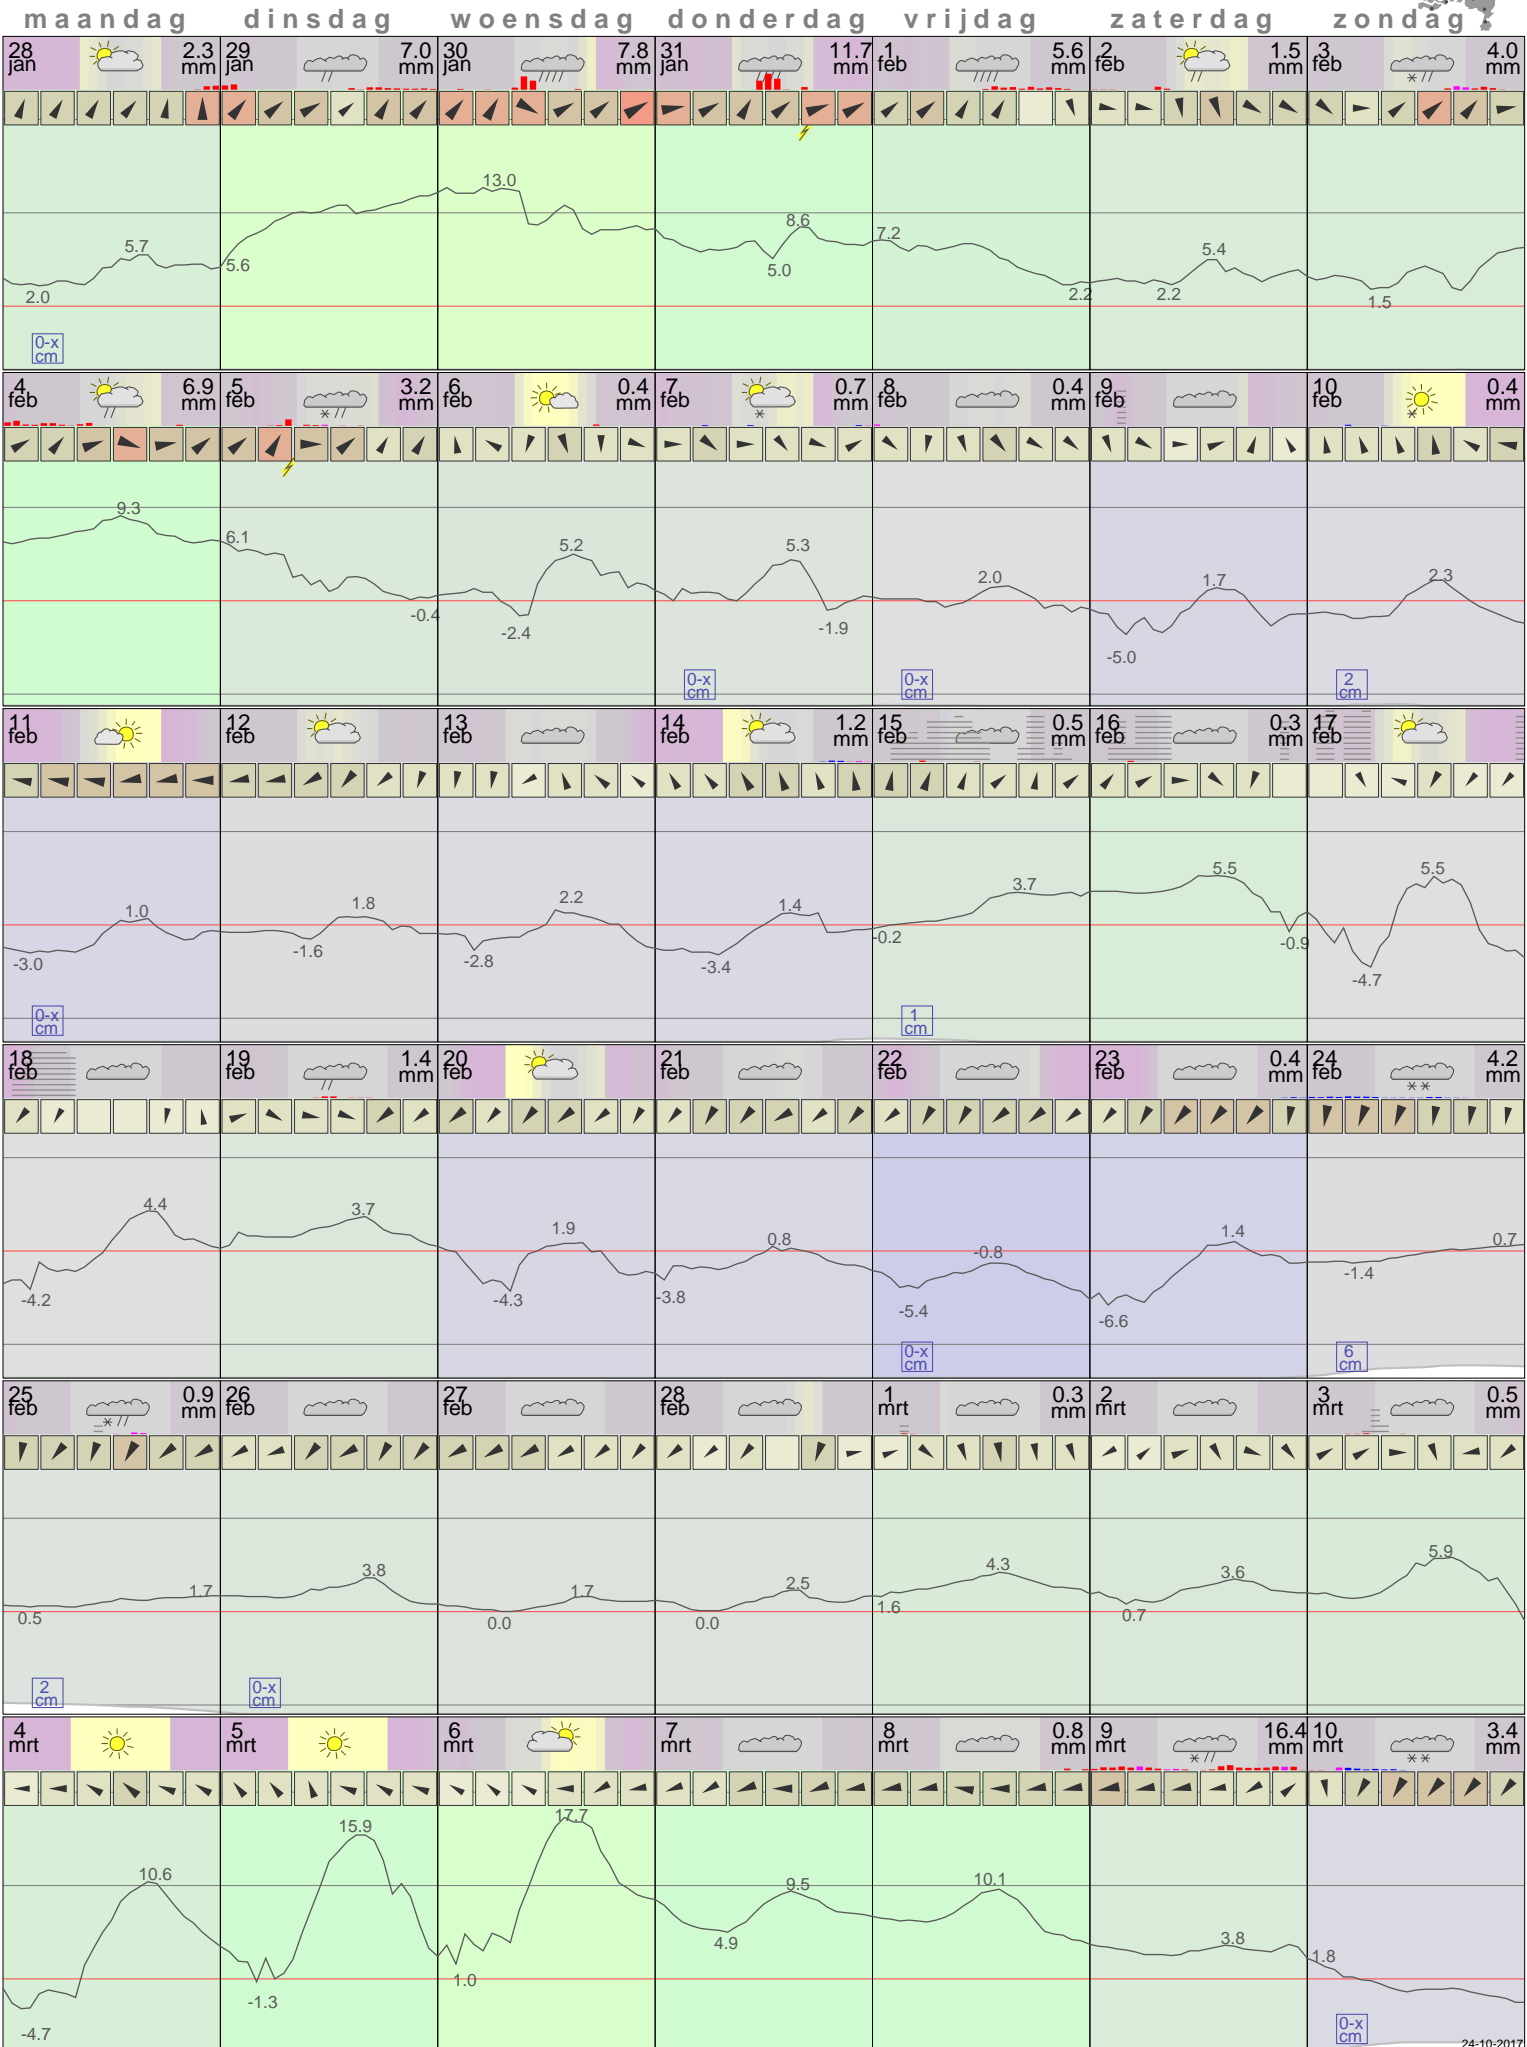 maandag dinsdag woensdag donderdag vrijdag zaterdag zondag
28 2.3 29 7.0 30 7.8 31 11.7 1 5.6 2 1.5 3 4.0
jan mm jan mm jan mm jan mm feb mm feb mm feb mm
13.0
8.6
7.2
5.7
5.4
5.6
5.0
2.0
2.2 2.2
1.5
0-x
cm
4 6.9 5 3.2 6 0.4 7 0.7 8 0.4 9 10 0.4
feb mm feb mm feb mm feb mm feb mm feb feb mm
9.3
6.1
5.2 5.3
2.0 1.7 2.3
-0.4
-2.4 -1.9
-5.0
0-x 0-x 2
cm cm cm
11 12 13 14 1.2 15 0.5 16 0.3 17
feb feb feb feb mm feb mm feb mm feb
5.5 5.5
3.7
1.0 1.8 2.2 1.4
-0.2
-1.6 -0.9
-3.0 -2.8 -3.4
-4.7
0-x 1
cm cm
18 19 1.4 20 21 22 23 0.4 24 4.2
feb feb mm feb feb feb feb mm feb mm
4.4 3.7
1.9 0.8 1.4 0.7
-0.8
-1.4
-4.2 -4.3 -3.8
-5.4 -6.6
0-x 6
cm cm
25 0.9 26 27 28 1 0.3 2 3 0.5
feb mm feb feb feb mrt mm mrt mrt mm
5.9
4.3
1.7 3.8 1.7 2.5 3.6
1.6
0.5 0.0 0.0 0.7
2 0-x
cm cm
4 5 6 7 8 0.8 9 16.4 10 3.4
mrt mrt mrt mrt mrt mm mrt mm mrt mm
17.7
15.9
10.6 9.5 10.1
4.9 3.8
1.8
1.0
-1.3
-4.7
0-x
cm
24-10-2017